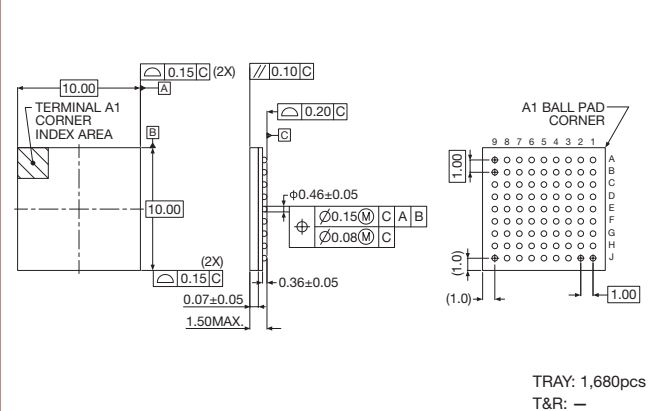 ⌓ 0.15 C (2X)
10.00
A
TERMINAL A1
CORNER
INDEX AREA
B
10.00
(2X)
⌓ 0.15 C
// 0.10 C
⌓ 0.20 C
C
ϕ0.46±0.05
⌖ Ø0.15 Ⓜ C A B
Ø0.08 Ⓜ C
0.36±0.05
0.07±0.05
1.50MAX.
A1 BALL PAD
CORNER
9 8 7 6 5 4 3 2 1
A
B
C
D
E
F
G
H
J
1.00
(1.0)
(1.0)
1.00
TRAY: 1,680pcs
T&R: —